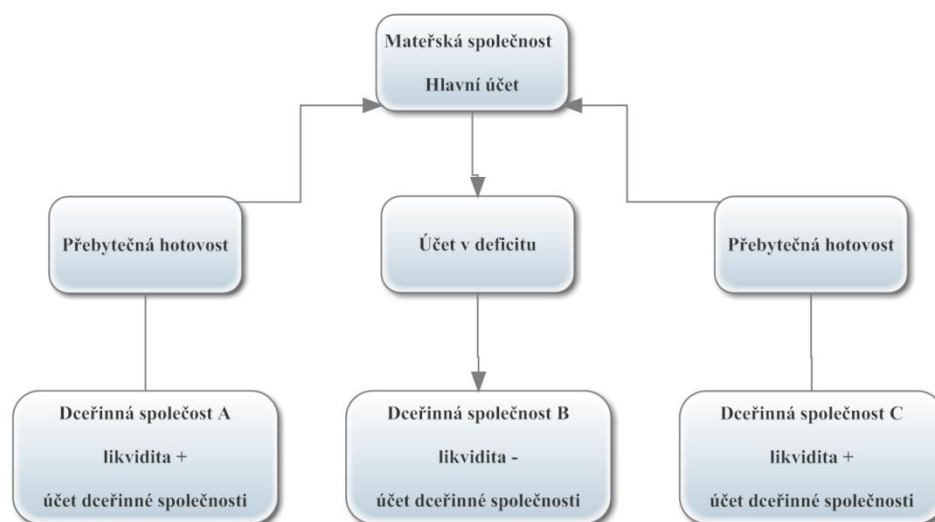 Mateřská společnost
Hlavní účet
Přebytečná hotovost
Účet v deficitu
Přebytečná hotovost
Dceřinná společost A
likvidita +
účet dceřinné společnosti
Dceřinná společnost B
likvidita -
účet dceřinné společnosti
Dceřinná společnost C
likvidita +
účet dceřinné společnosti